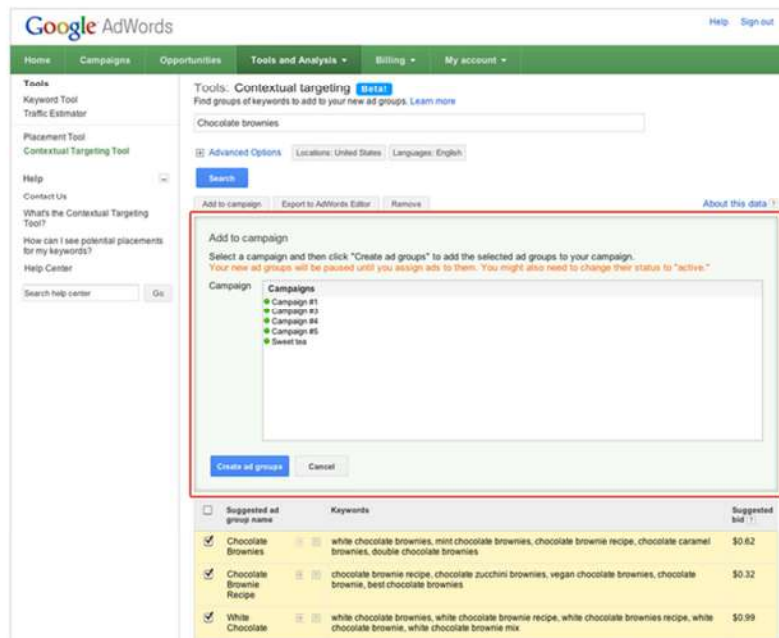 Google AdWords
Help Sign out
Home Campaigns Opportunities Tools and Analysis Billing My account
Tools
Keyword Tool
Traffic Estimator
Placement Tool
Contextual Targeting Tool
Help
Contact Us
What's the Contextual Targeting
Tool?
How can I see potential placements
for my keywords?
Help Center
Search help center Go
Tools: Contextual targeting Beta!
Find groups of keywords to add to your new ad groups. Learn more
Chocolate brownies
Advanced Options Locations: United States Languages: English
Search
Add to campaign Export to AdWords Editor Remove About this data ?
Add to campaign
Select a campaign and then click "Create ad groups" to add the selected ad groups to your campaign.
Your new ad groups will be paused until you assign ads to them. You might also need to change their status to "active."
Campaign Campaigns
Campaign #1
Campaign #3
Campaign #4
Campaign #5
Sweet tea
Create ad groups Cancel
Suggested ad Keywords Suggested
group name bid ?
Chocolate white chocolate brownies, mint chocolate brownies, chocolate brownie recipe, chocolate caramel $0.62
Brownies brownies, double chocolate brownies
Chocolate chocolate brownie recipe, chocolate zucchini brownies, vegan chocolate brownies, chocolate $0.32
Brownie brownie, best chocolate brownies
Recipe
White white chocolate brownies, white chocolate brownie recipe, white chocolate brownies recipe, white $0.99
Chocolate chocolate brownie, white chocolate brownie mix